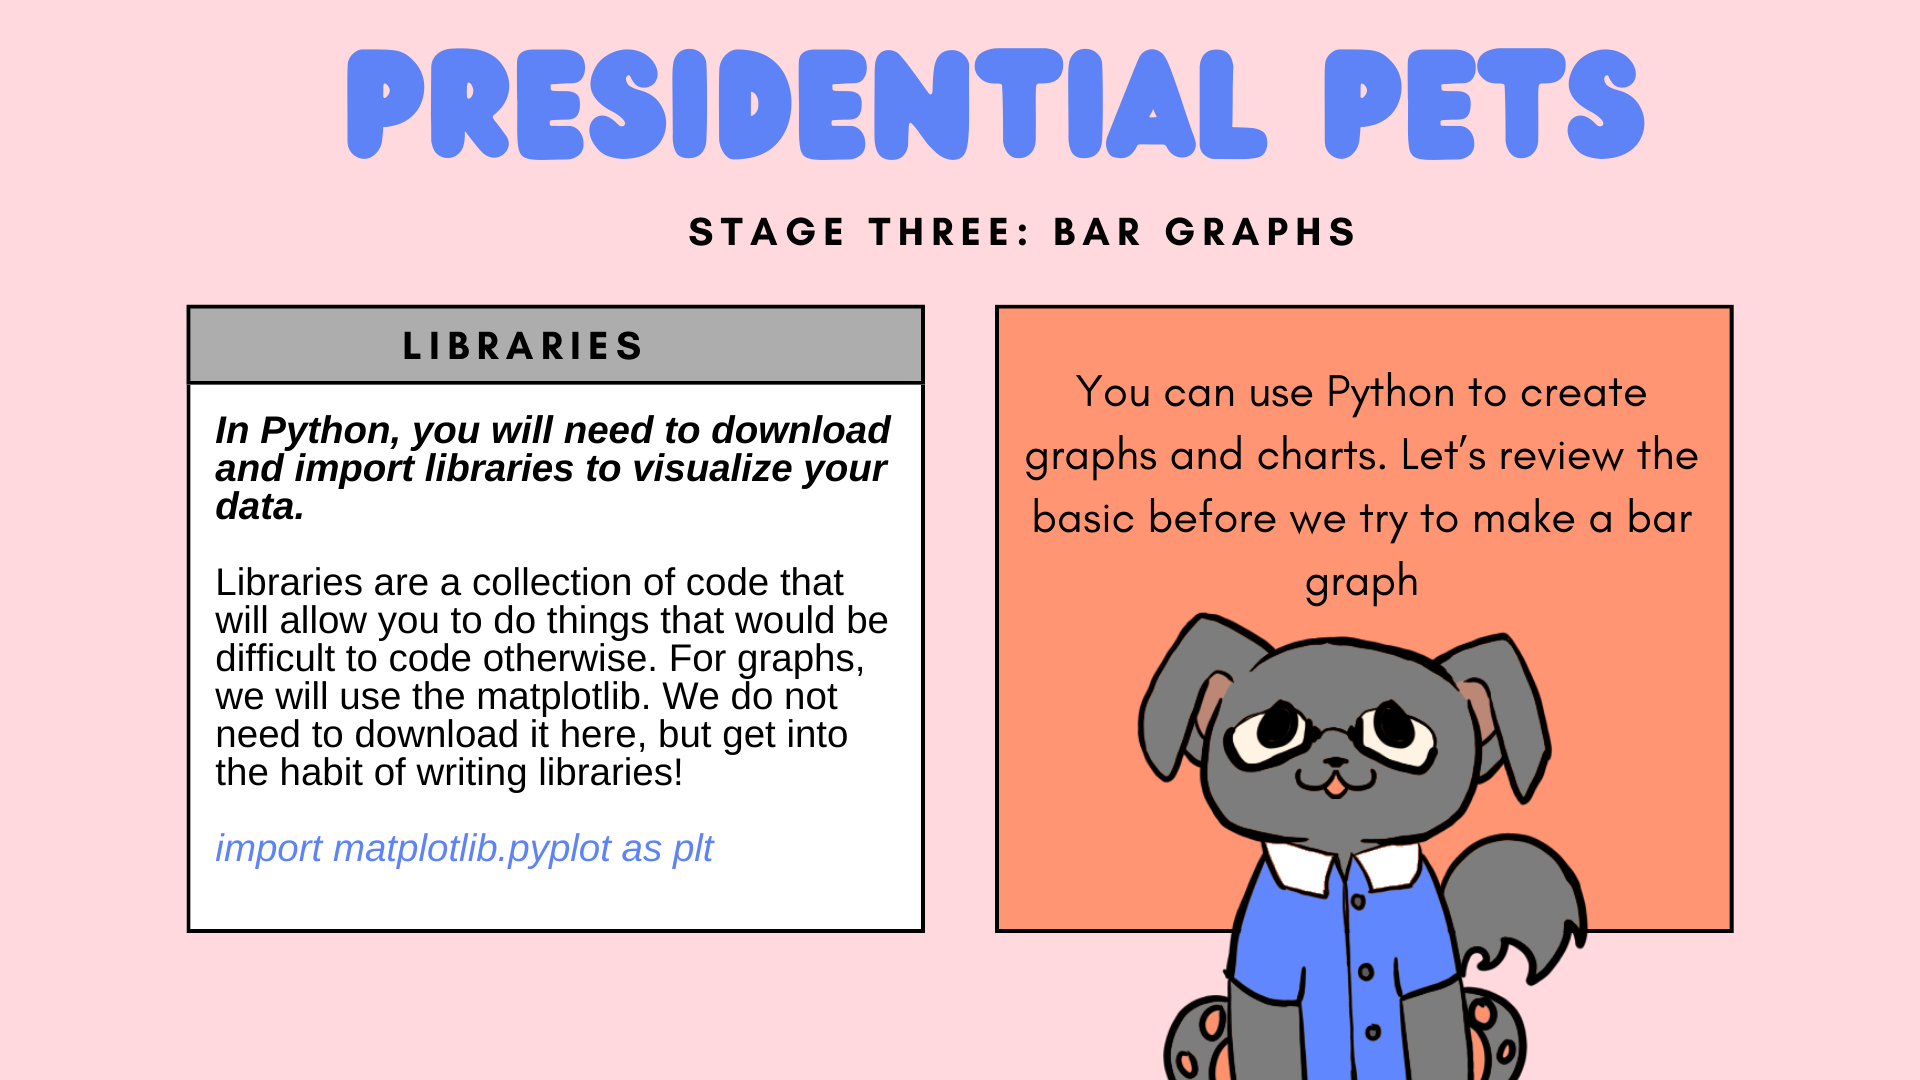 PRESIDENTIAL PETS
STAGE THREE: BAR GRAPHS
LIBRARIES
In Python, you will need to download
and import libraries to visualize your
data.
Libraries are a collection of code that
will allow you to do things that would be
difficult to code otherwise. For graphs,
we will use the matplotlib. We do not
need to download it here, but get into
the habit of writing libraries!
import matplotlib.pyplot as plt
You can use Python to create
graphs and charts. Let's review the
basic before we try to make a bar
graph